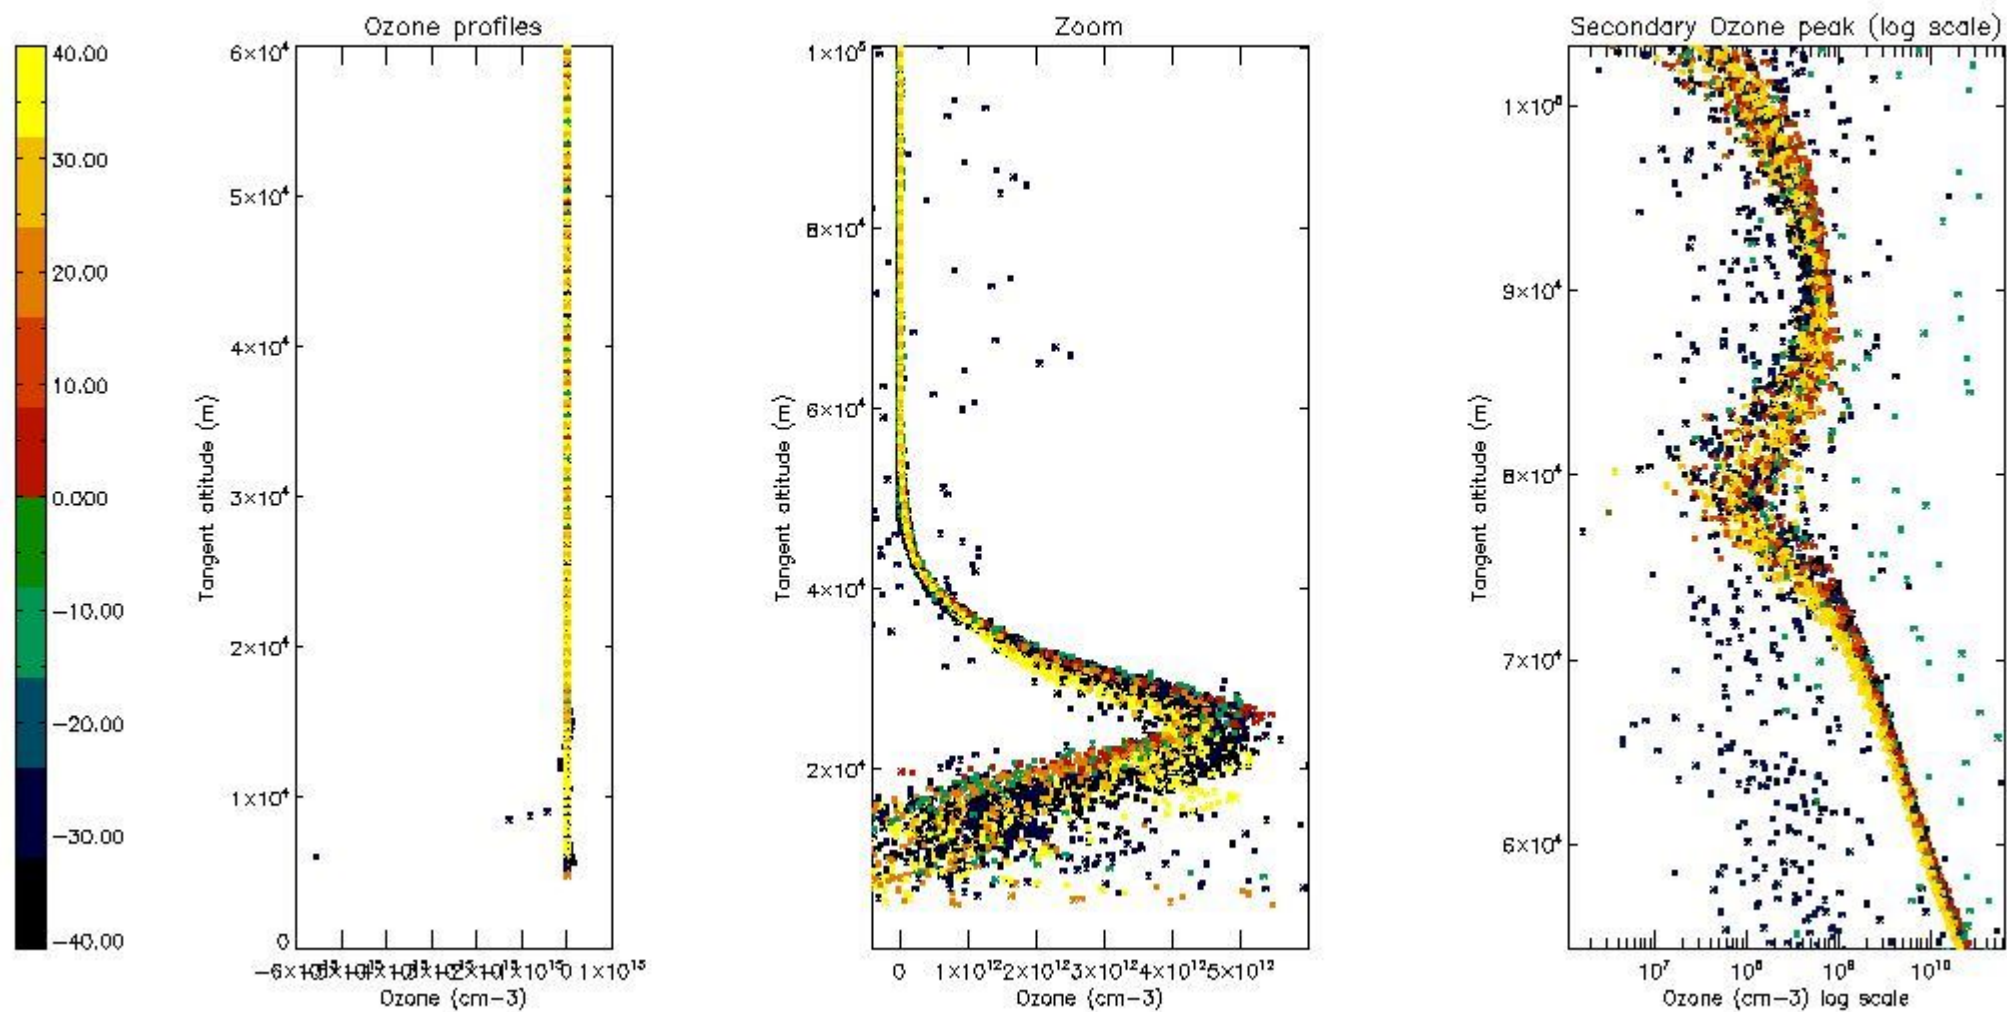 Ozone profiles
Zoom
Secondary Ozone peak (log scale)
40.00
30.00
20.00
10.00
0.000
-10.00
-20.00
-30.00
-40.00
6×10⁴
5×10⁴
4×10⁴
3×10⁴
2×10⁴
1×10⁴
0
Tangent altitude (m)
0 1×10¹⁵
Ozone (cm-3)
1×10⁵
8×10⁴
6×10⁴
4×10⁴
2×10⁴
Tangent altitude (m)
0 1×10¹² 2×10¹² 3×10¹² 4×10¹² 5×10¹²
Ozone (cm-3)
9×10⁴
8×10⁴
7×10⁴
6×10⁴
Tangent altitude (m)
10⁷ 10⁸ 10⁹ 10¹⁰
Ozone (cm-3) log scale